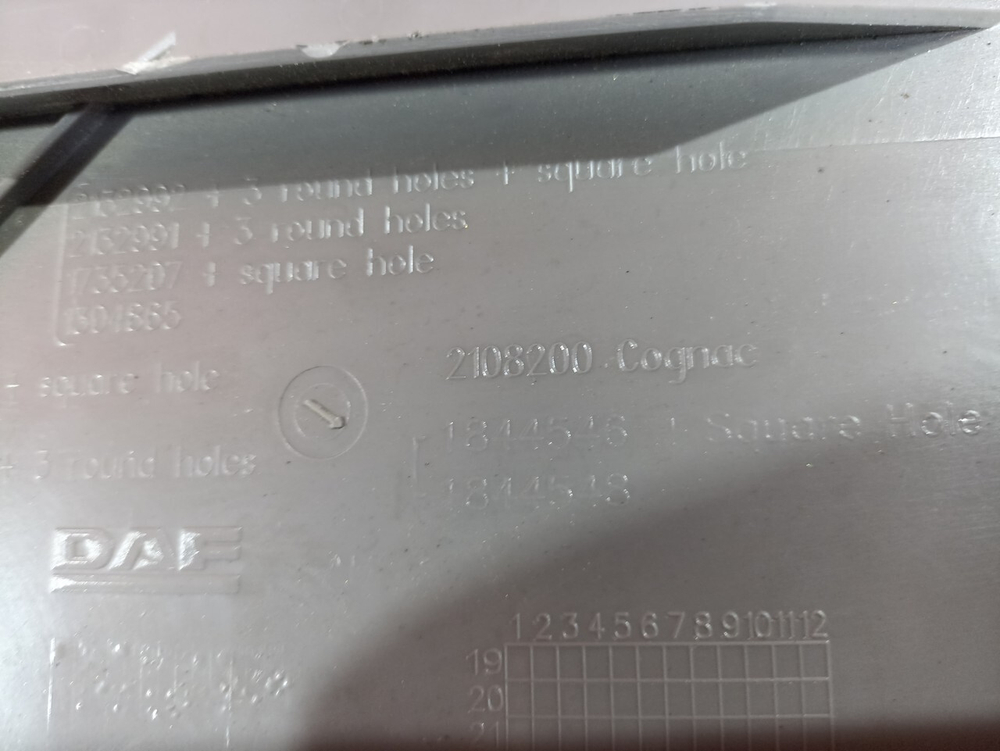 2132992 + 3 round holes + square hole
2132991 + 3 round holes
1735207 + square hole
square hole
+ 3 round holes
2108200 Cognac
1844546 + Square Hole
1844548
DAF
1 2 3 4 5 6 7 8 9 10 11 12
19
20
21